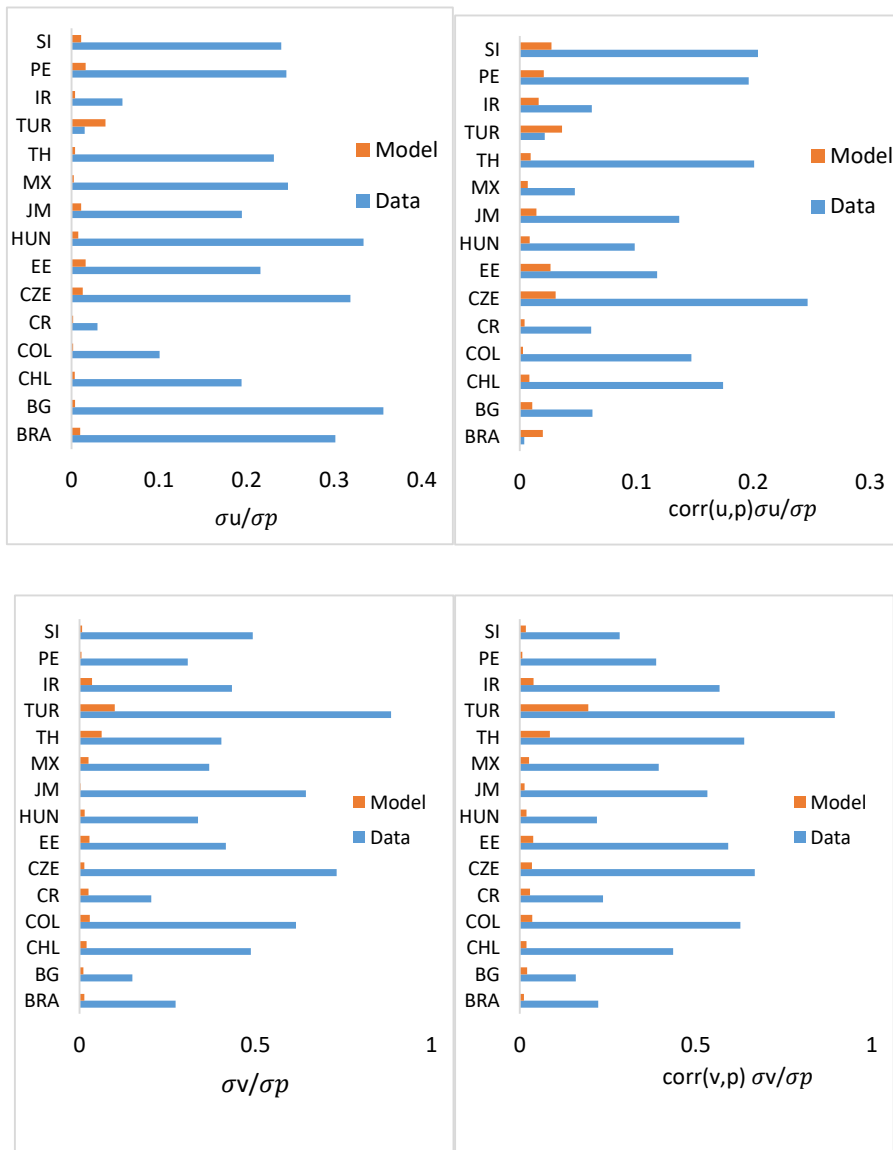 SI
PE
IR
TUR
TH
MX
JM
HUN
EE
CZE
CR
COL
CHL
BG
BRA
Model
Data
0 0.1 0.2 0.3 0.4
σu/σp
SI
PE
IR
TUR
TH
MX
JM
HUN
EE
CZE
CR
COL
CHL
BG
BRA
Model
Data
0 0.1 0.2 0.3
corr(u,p)σu/σp
SI
PE
IR
TUR
TH
MX
JM
HUN
EE
CZE
CR
COL
CHL
BG
BRA
Model
Data
0 0.5 1
σv/σp
SI
PE
IR
TUR
TH
MX
JM
HUN
EE
CZE
CR
COL
CHL
BG
BRA
Model
Data
0 0.5 1
corr(v,p) σv/σp